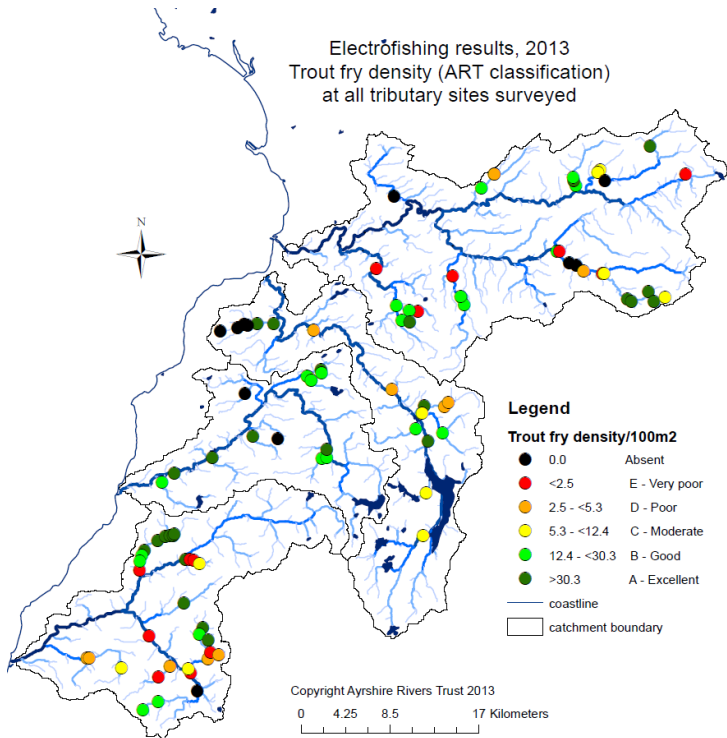 Electrofishing results, 2013
Trout fry density (ART classification)
at all tributary sites surveyed
N
Legend
Trout fry density/100m2
0.0 Absent
<2.5 E - Very poor
2.5 - <5.3 D - Poor
5.3 - <12.4 C - Moderate
12.4 - <30.3 B - Good
>30.3 A - Excellent
coastline
catchment boundary
Copyright Ayrshire Rivers Trust 2013
0 4.25 8.5 17 Kilometers